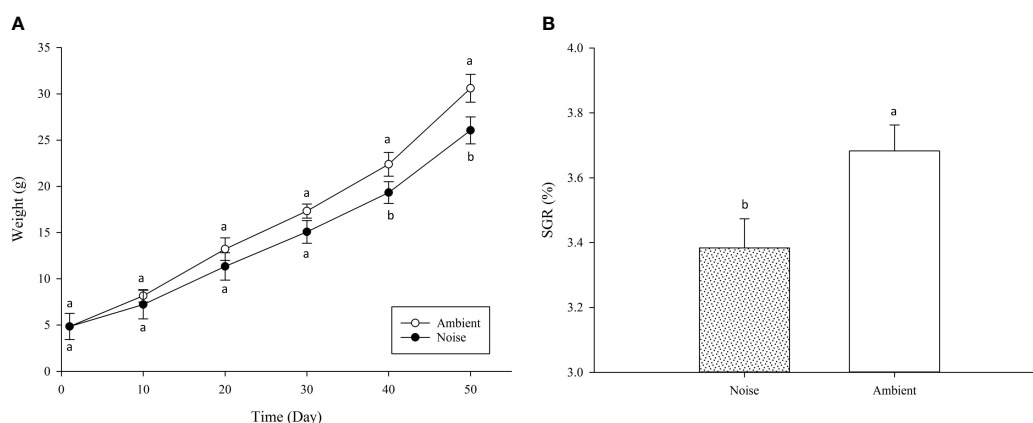 A
B
35
30
25
20
15
10
5
0
Weight (g)
a
a
a
a
a
a
a
a
a
a
b
b
Ambient
Noise
0
10
20
30
40
50
Time (Day)
4.0
3.8
3.6
3.4
3.2
3.0
SGR (%)
b
a
Noise
Ambient